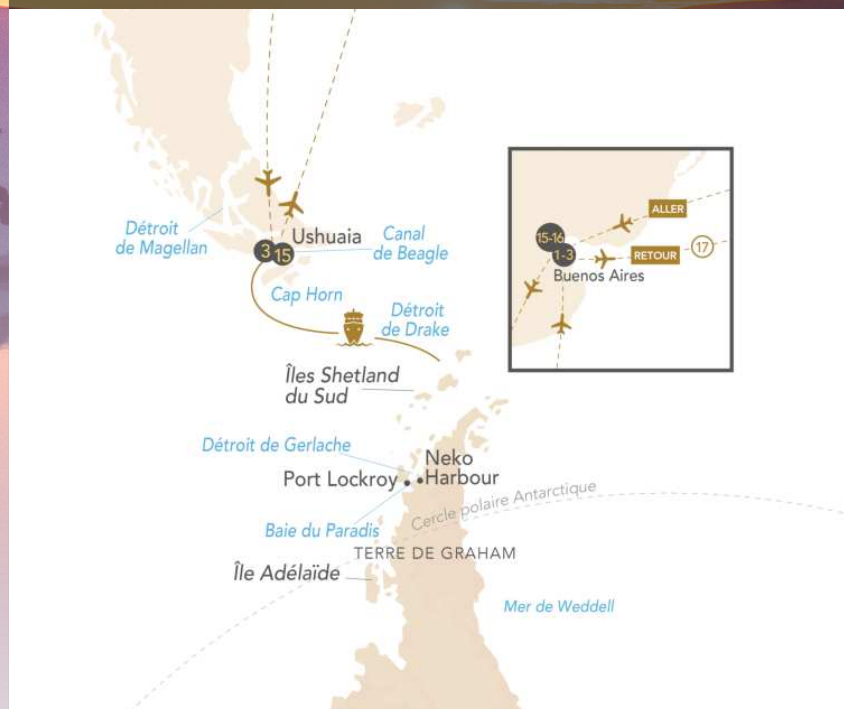 Détroit
de Magellan
Ushuaia
3
15
Canal
de Beagle
Cap Horn
Détroit
de Drake
Îles Shetland
du Sud
Détroit de Gerlache
Neko
Harbour
Port Lockroy
Baie du Paradis
Cercle polaire Antarctique
TERRE DE GRAHAM
Île Adélaïde
Mer de Weddell
ALLER
15-16
1-3
RETOUR
17
Buenos Aires